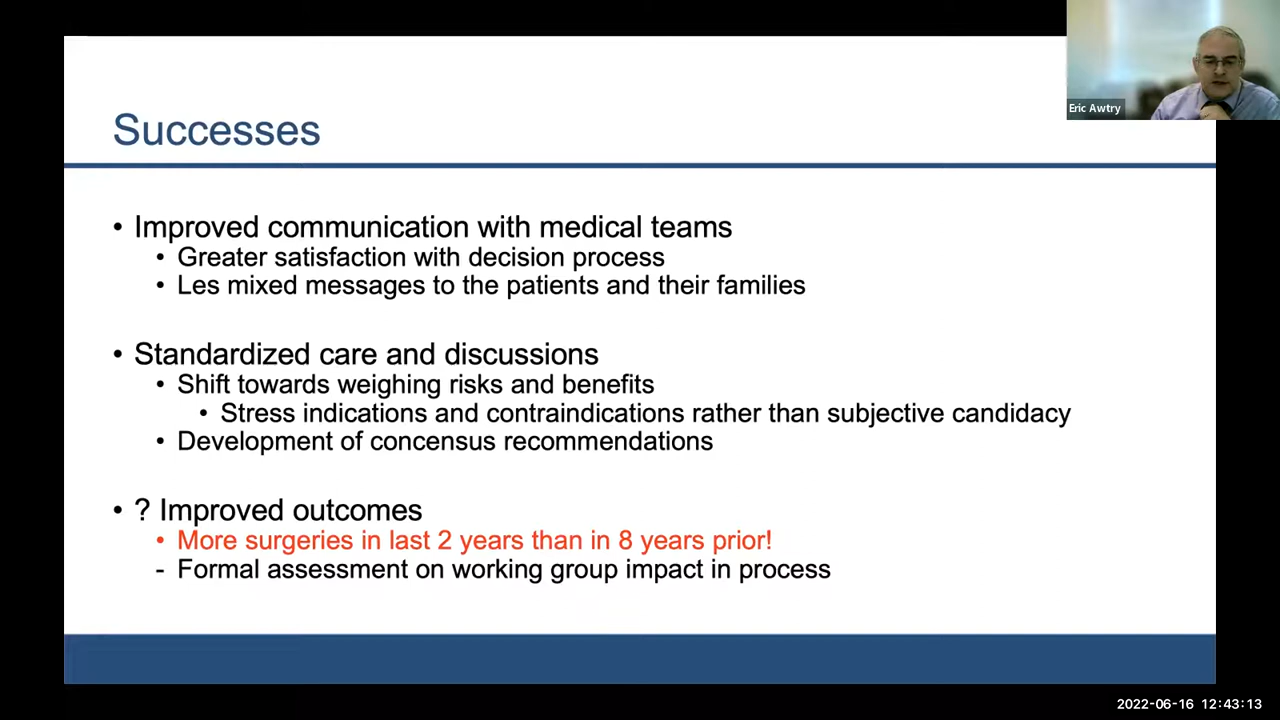 Eric Awtry
Successes
• Improved communication with medical teams
• Greater satisfaction with decision process
• Les mixed messages to the patients and their families
• Standardized care and discussions
• Shift towards weighing risks and benefits
• Stress indications and contraindications rather than subjective candidacy
• Development of concensus recommendations
• ? Improved outcomes
• More surgeries in last 2 years than in 8 years prior!
- Formal assessment on working group impact in process
2022-06-16 12:43:13